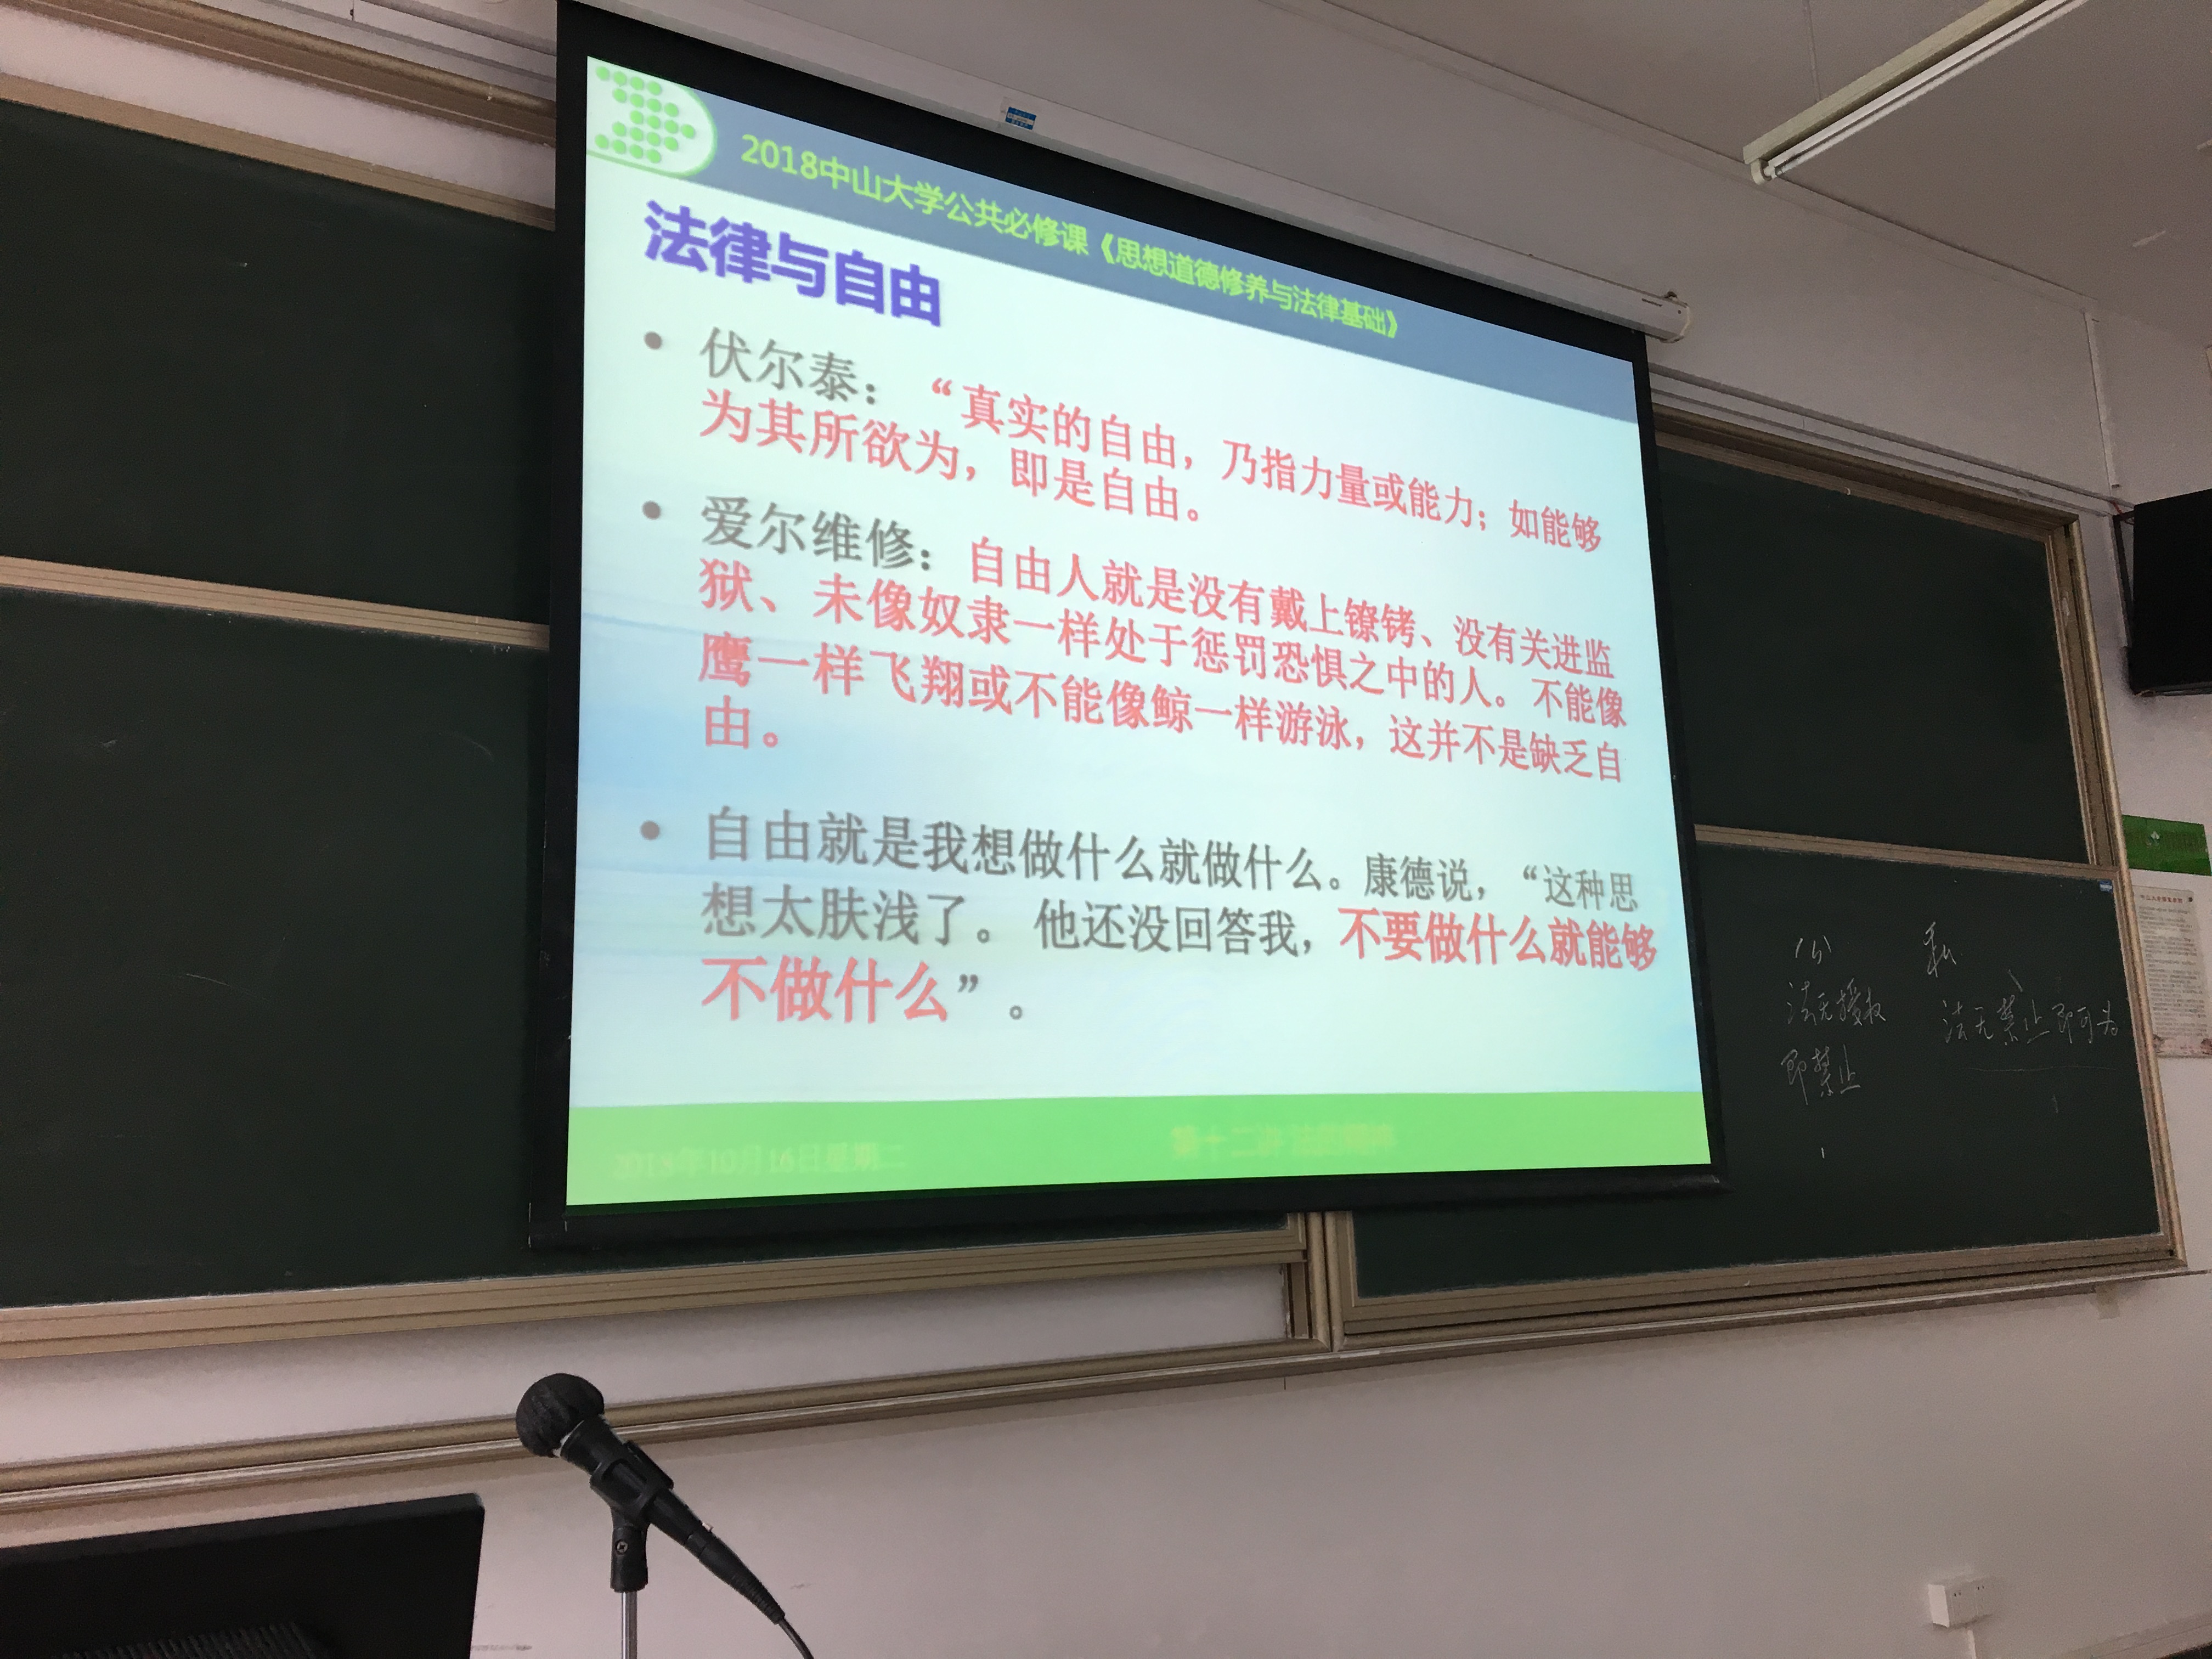 2018中山大学公共必修课《思想道德修养与法律基础》
法律与自由
• 伏尔泰：“真实的自由，乃指力量或能力；如能够
为其所欲为，即是自由。
• 爱尔维修：自由人就是没有戴上镣铐、没有关进监
狱、未像奴隶一样处于惩罚恐惧之中的人。不能像
鹰一样飞翔或不能像鲸一样游泳，这并不是缺乏自
由。
• 自由就是我想做什么就做什么。康德说，“这种思
想太肤浅了。他还没回答我，不要做什么就能够
不做什么”。
2018年10月16日星期二
公
法无授权
即禁止
私
法无禁止即可为